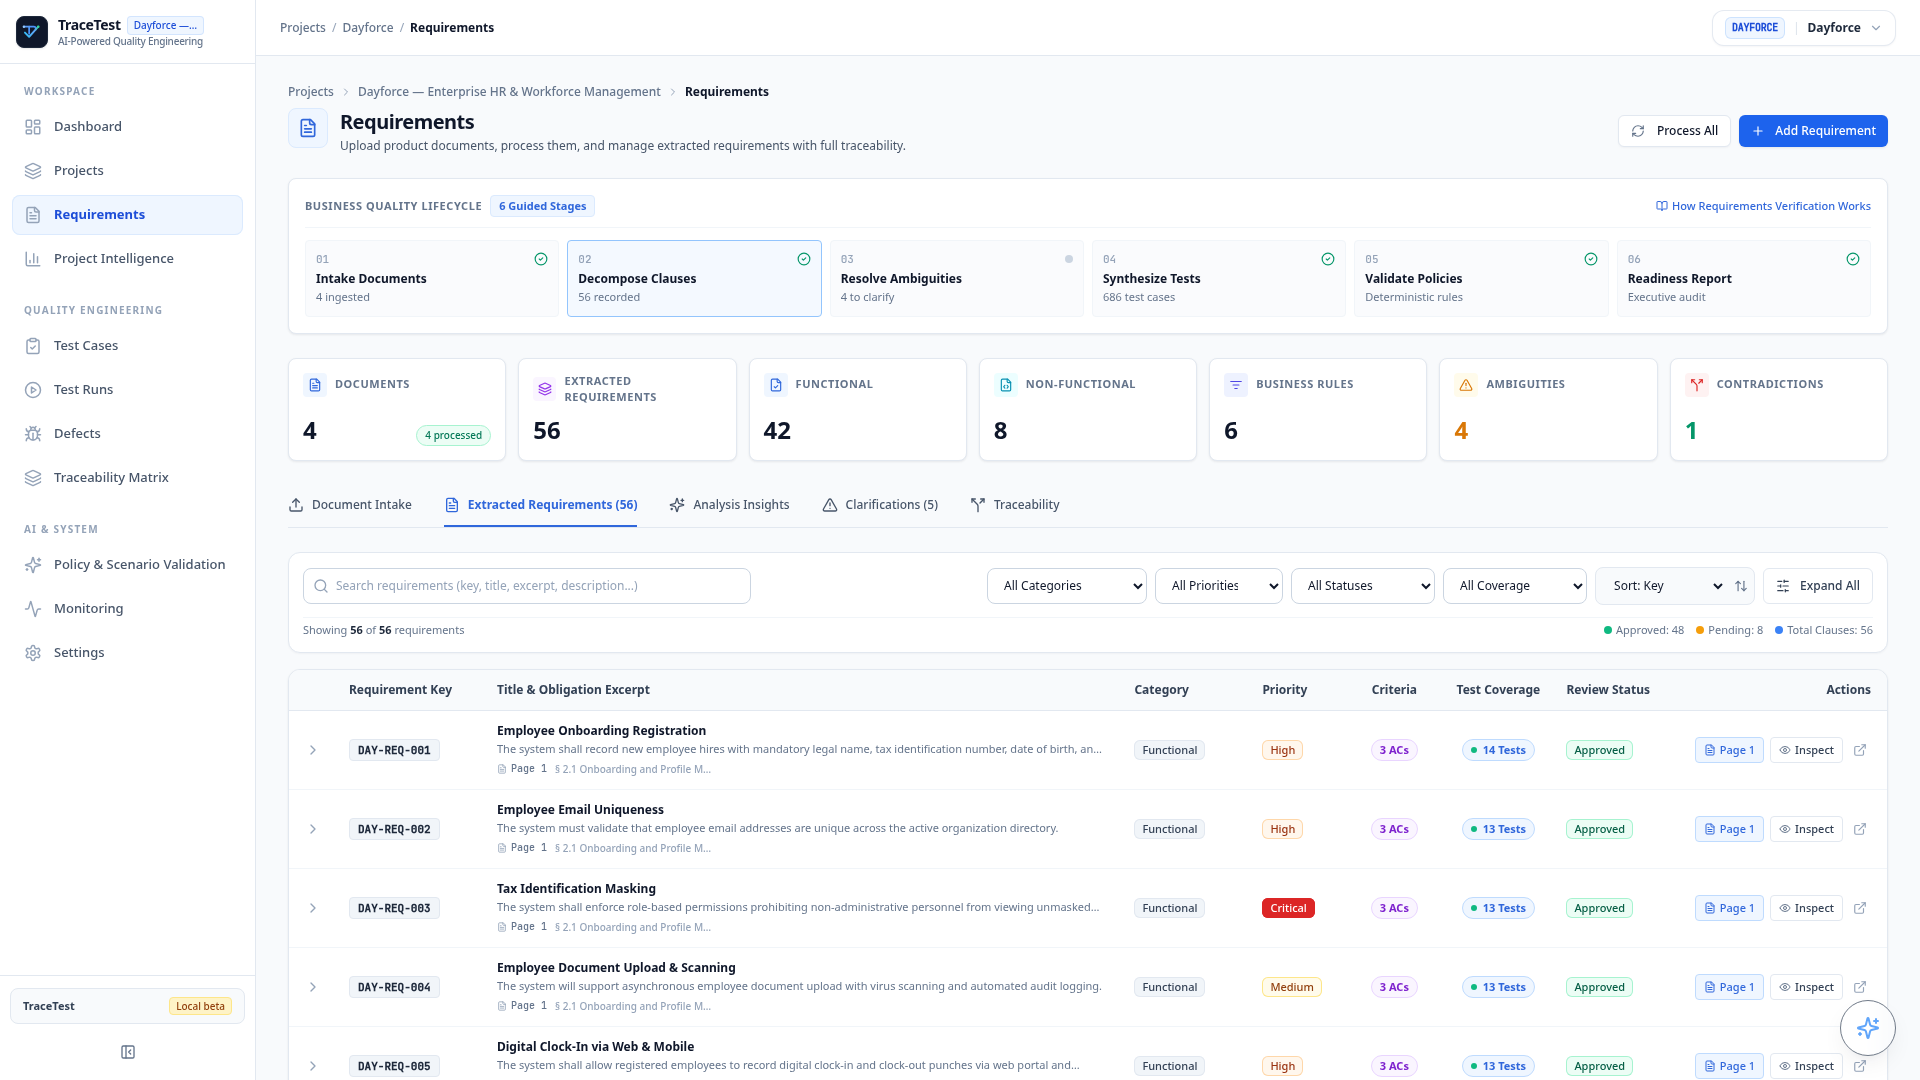 TraceTest Dayforce —...
AI-Powered Quality Engineering
WORKSPACE
Dashboard
Projects
Requirements
Project Intelligence
QUALITY ENGINEERING
Test Cases
Test Runs
Defects
Traceability Matrix
AI & SYSTEM
Policy & Scenario Validation
Monitoring
Settings
TraceTest Local beta
Projects / Dayforce / Requirements
DAYFORCE Dayforce
Projects > Dayforce — Enterprise HR & Workforce Management > Requirements
Requirements
Upload product documents, process them, and manage extracted requirements with full traceability.
Process All
Add Requirement
BUSINESS QUALITY LIFECYCLE 6 Guided Stages
How Requirements Verification Works
01
Intake Documents
4 ingested
02
Decompose Clauses
56 recorded
03
Resolve Ambiguities
4 to clarify
04
Synthesize Tests
686 test cases
05
Validate Policies
Deterministic rules
06
Readiness Report
Executive audit
DOCUMENTS
4
4 processed
EXTRACTED
REQUIREMENTS
56
FUNCTIONAL
42
NON-FUNCTIONAL
8
BUSINESS RULES
6
AMBIGUITIES
4
CONTRADICTIONS
1
Document Intake
Extracted Requirements (56)
Analysis Insights
Clarifications (5)
Traceability
Search requirements (key, title, excerpt, description...)
All Categories
All Priorities
All Statuses
All Coverage
Sort: Key
Expand All
Showing 56 of 56 requirements
Approved: 48 Pending: 8 Total Clauses: 56
Requirement Key Title & Obligation Excerpt Category Priority Criteria Test Coverage Review Status Actions
DAY-REQ-001
Employee Onboarding Registration
The system shall record new employee hires with mandatory legal name, tax identification number, date of birth, an...
Page 1 § 2.1 Onboarding and Profile M...
Functional High 3 ACs 14 Tests Approved Page 1 Inspect
DAY-REQ-002
Employee Email Uniqueness
The system must validate that employee email addresses are unique across the active organization directory.
Page 1 § 2.1 Onboarding and Profile M...
Functional High 3 ACs 13 Tests Approved Page 1 Inspect
DAY-REQ-003
Tax Identification Masking
The system shall enforce role-based permissions prohibiting non-administrative personnel from viewing unmasked...
Page 1 § 2.1 Onboarding and Profile M...
Functional Critical 3 ACs 13 Tests Approved Page 1 Inspect
DAY-REQ-004
Employee Document Upload & Scanning
The system will support asynchronous employee document upload with virus scanning and automated audit logging.
Page 1 § 2.1 Onboarding and Profile M...
Functional Medium 3 ACs 13 Tests Approved Page 1 Inspect
DAY-REQ-005
Digital Clock-In via Web & Mobile
The system shall allow registered employees to record digital clock-in and clock-out punches via web portal and...
Functional High 3 ACs 13 Tests Approved Page 1 Inspect